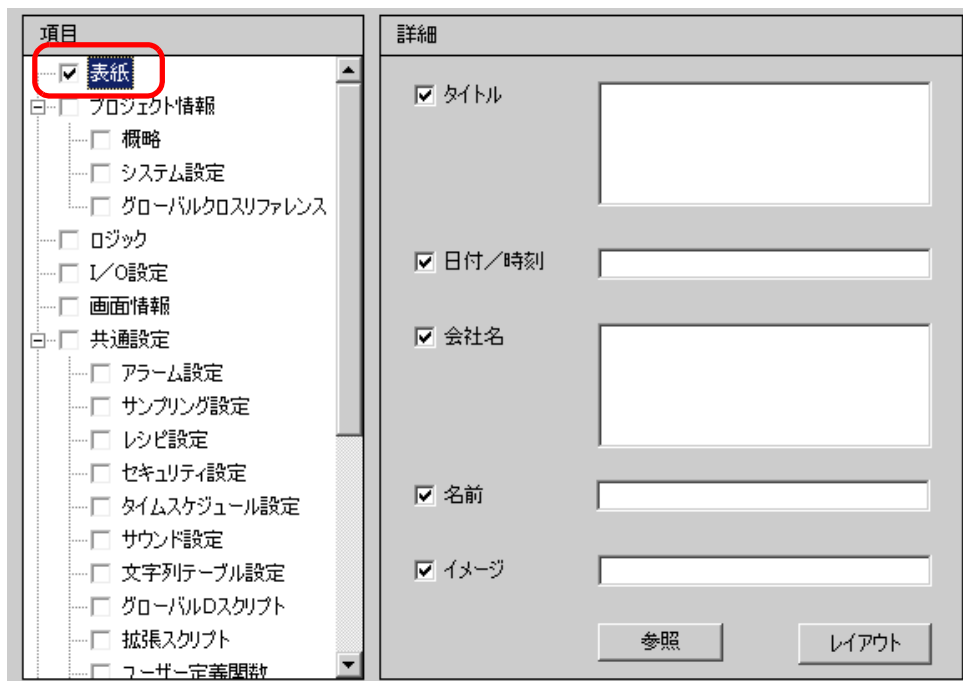 項目
表紙
プロジェクト情報
概略
システム設定
グローバルクロスリファレンス
ロジック
I/O設定
画面情報
共通設定
アラーム設定
サンプリング設定
レシピ設定
セキュリティ設定
タイムスケジュール設定
サウンド設定
文字列テーブル設定
グローバルDスクリプト
拡張スクリプト
ユーザー定義関数
詳細
タイトル
日付/時刻
会社名
名前
イメージ
参照
レイアウト